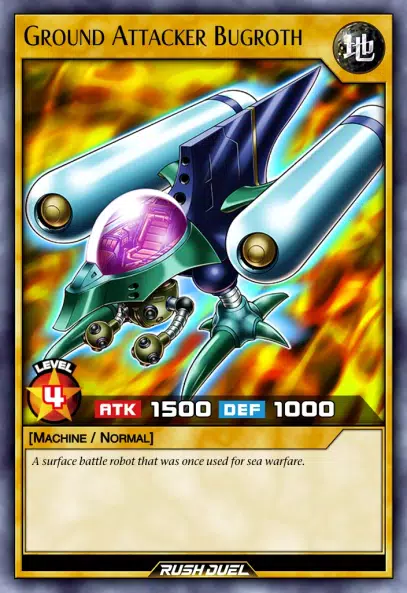 GROUND ATTACKER BUGROTH
地
LEVEL
4
ATK 1500 DEF 1000
[MACHINE / NORMAL]
A surface battle robot that was once used for sea warfare.
RUSH DUEL